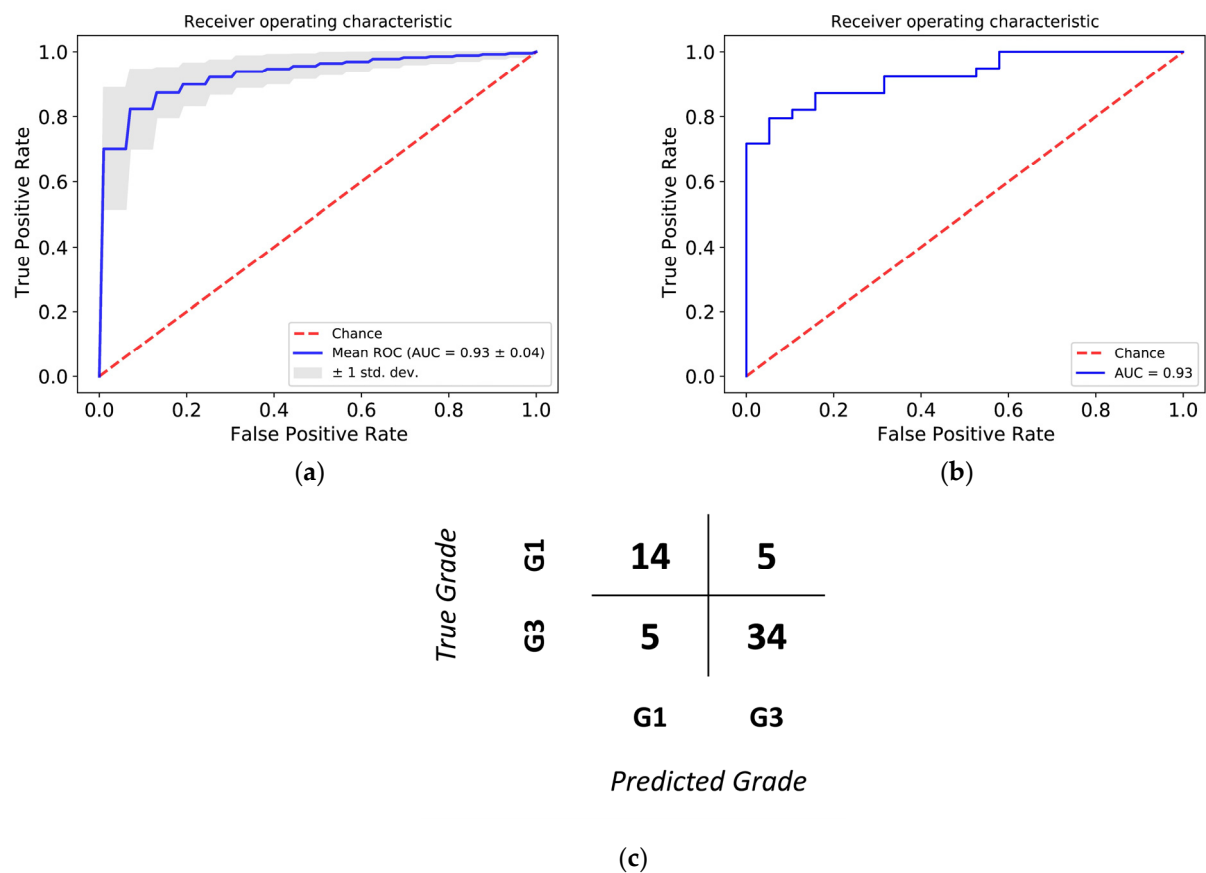 Receiver operating characteristic
1.0
0.8
0.6
0.4
0.2
0.0
True Positive Rate
Chance
Mean ROC (AUC = 0.93 ± 0.04)
± 1 std. dev.
0.0 0.2 0.4 0.6 0.8 1.0
False Positive Rate
(a)
Receiver operating characteristic
1.0
0.8
0.6
0.4
0.2
0.0
True Positive Rate
Chance
AUC = 0.93
0.0 0.2 0.4 0.6 0.8 1.0
False Positive Rate
(b)
True Grade
G1 14 5
G3 5 34
G1 G3
Predicted Grade
(c)